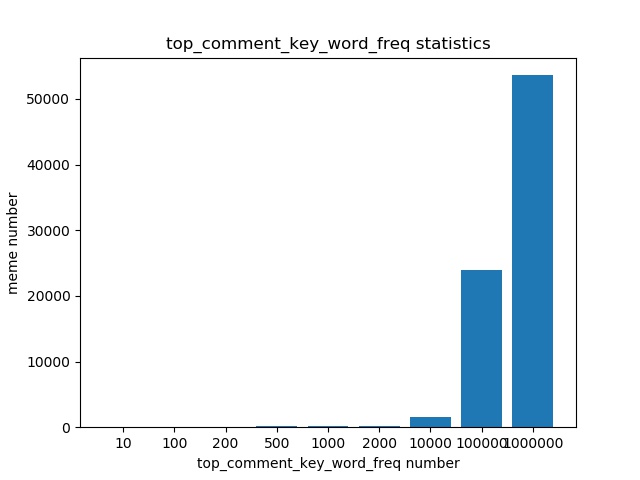 top_comment_key_word_freq statistics
meme number
50000
40000
30000
20000
10000
0
10 100 200 500 1000 2000 10000 100000 1000000
top_comment_key_word_freq number